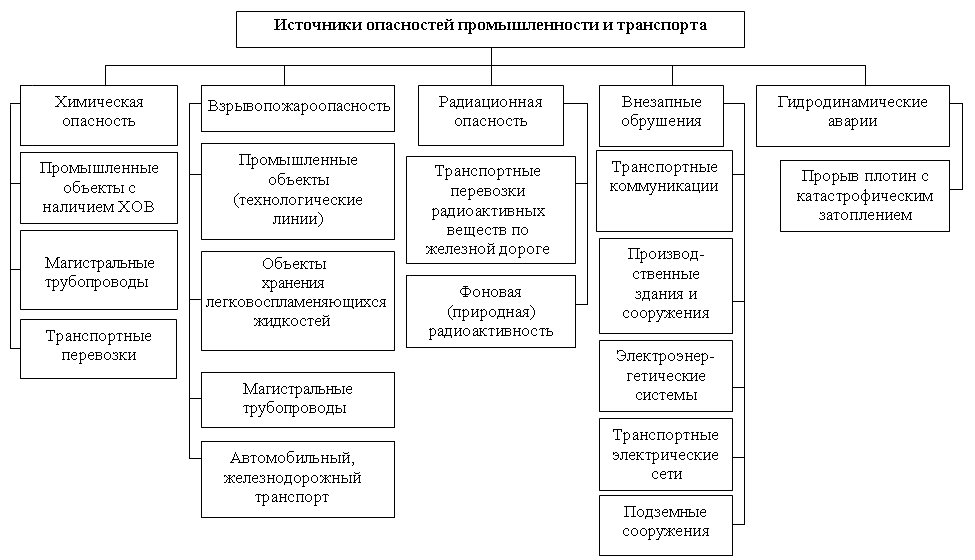 Источники опасностей промышленности и транспорта
Химическая
опасность
Промышленные
объекты с
наличием ХОВ
Магистральные
трубопроводы
Транспортные
перевозки
Взрывопожароопасность
Промышленные
объекты
(технологические
линии)
Объекты
хранения
легковоспламеняющихся
жидкостей
Магистральные
трубопроводы
Автомобильный,
железнодорожный
транспорт
Радиационная
опасность
Транспортные
перевозки
радиоактивных
веществ по
железной дороге
Фоновая
(природная)
радиоактивность
Внезапные
обрушения
Транспортные
коммуникации
Производ-
ственные
здания и
сооружения
Электроэнер-
гетические
системы
Транспортные
электрические
сети
Подземные
сооружения
Гидродинамические
аварии
Прорыв плотин с
катастрофическим
затоплением